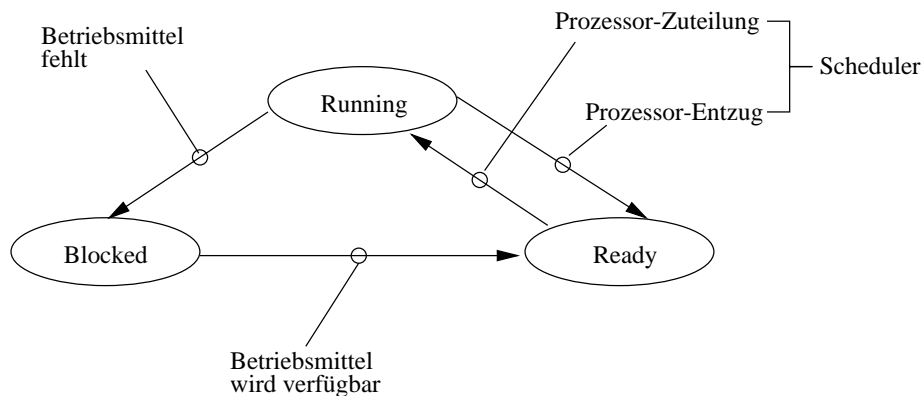 Betriebsmittel
fehlt
Prozessor-Zuteilung
Scheduler
Running
Prozessor-Entzug
Blocked
Ready
Betriebsmittel
wird verfügbar